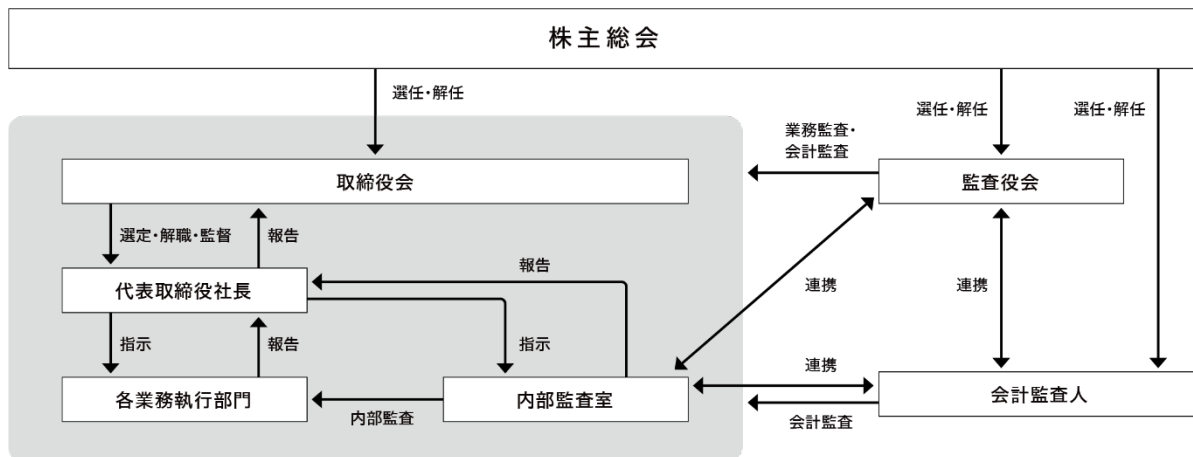 株主総会
選任・解任
選任・解任
選任・解任
業務監査・
会計監査
取締役会
監査役会
選定・解職・監督
報告
報告
代表取締役社長
連携
連携
指示
報告
指示
連携
各業務執行部門
内部監査室
会計監査人
内部監査
会計監査